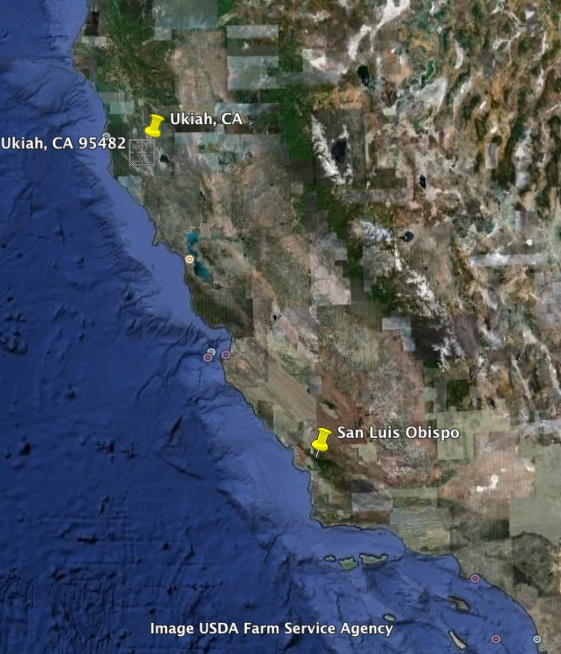 Ukiah, CA
Ukiah, CA 95482
San Luis Obispo
Image USDA Farm Service Agency